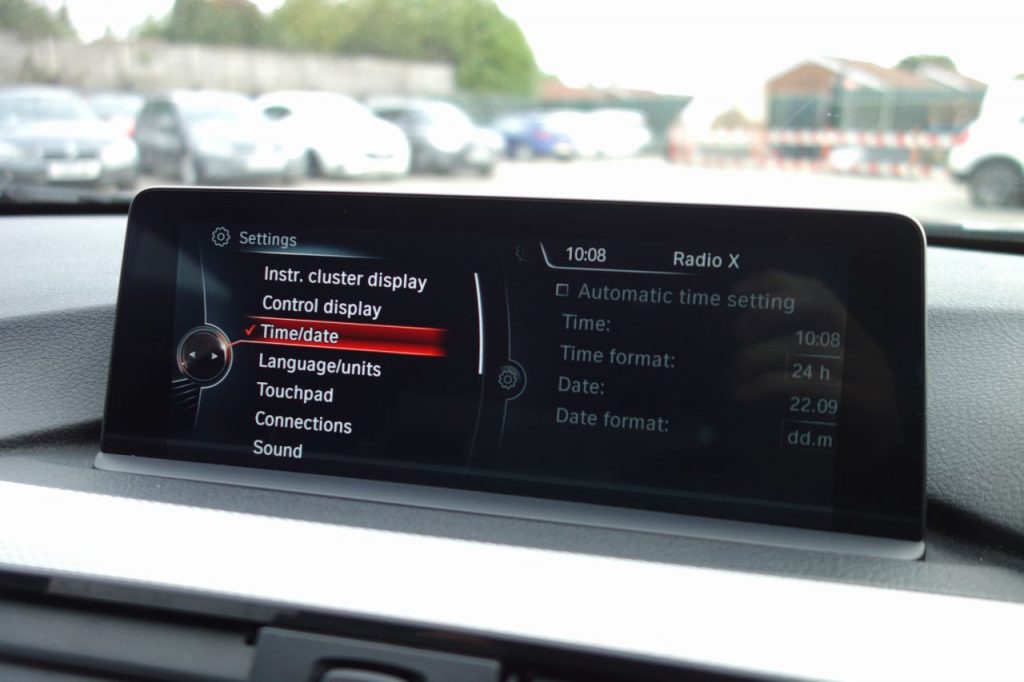 Settings
Instr. cluster display
Control display
Time/date
Language/units
Touchpad
Connections
Sound
10:08 Radio X
Automatic time setting
Time: 10:08
Time format: 24 h
Date: 22.09
Date format: dd.m